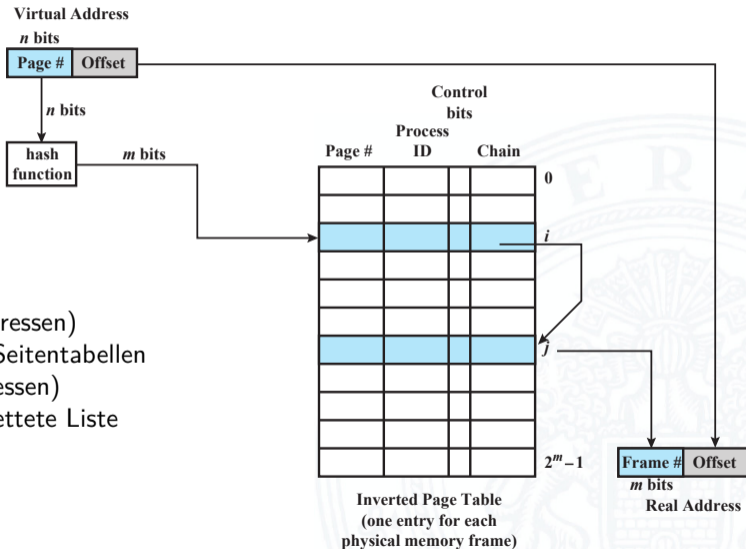 Virtual Address
n bits
Page # Offset
n bits
hash
function
m bits
Control
bits
Process
Page # ID Chain
0
i
j
2^m − 1
Inverted Page Table
(one entry for each
physical memory frame)
Frame # Offset
m bits
Real Address
ressen)
Seitentabellen
essen)
ettete Liste